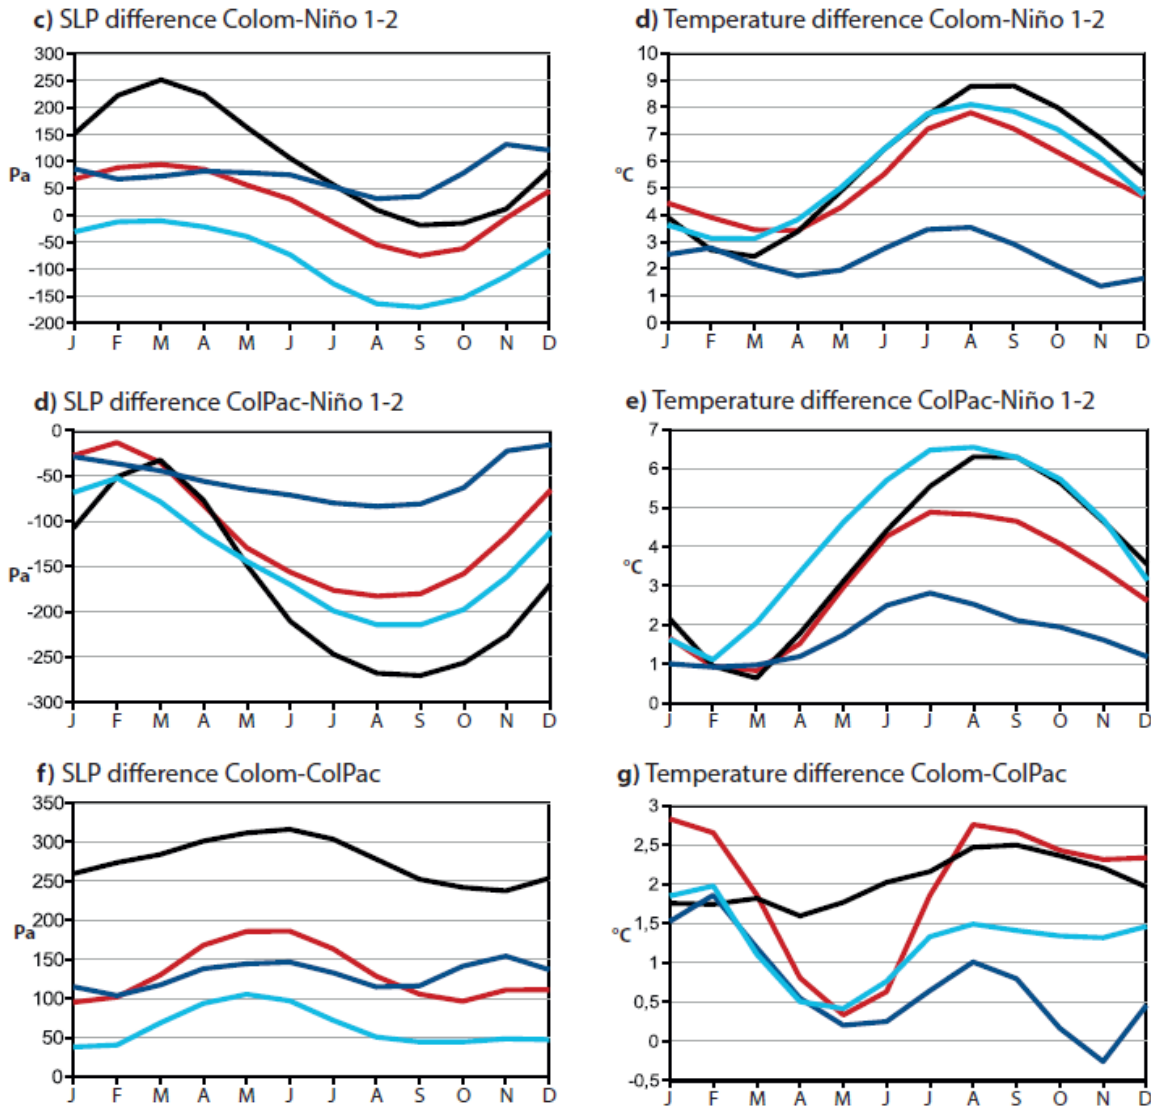 c) SLP difference Colom-Niño 1-2
300
250
200
150
100
Pa
50
0
-50
-100
-150
-200
J F M A M J J A S O N D
d) Temperature difference Colom-Niño 1-2
10
9
8
7
6
°C
5
4
3
2
1
0
J F M A M J J A S O N D
d) SLP difference ColPac-Niño 1-2
0
-50
-100
Pa
-150
-200
-250
-300
J F M A M J J A S O N D
e) Temperature difference ColPac-Niño 1-2
7
6
5
4
°C
3
2
1
0
J F M A M J J A S O N D
f) SLP difference Colom-ColPac
350
300
250
200
Pa
150
100
50
0
J F M A M J J A S O N D
g) Temperature difference Colom-ColPac
3
2,5
2
1,5
°C
1
0,5
0
-0,5
J F M A M J J A S O N D